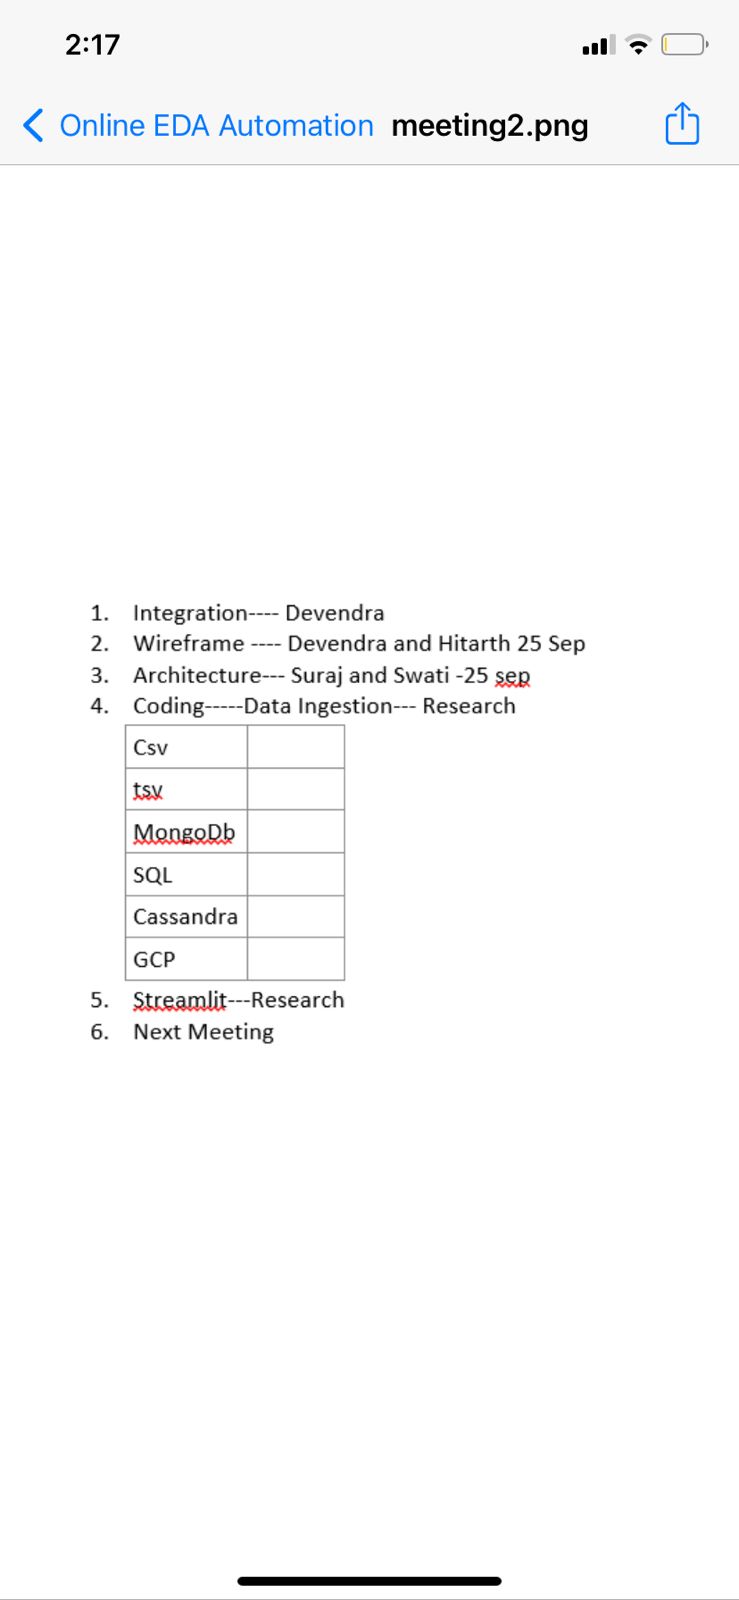 2:17
Online EDA Automation meeting2.png
1. Integration---- Devendra
2. Wireframe ---- Devendra and Hitarth 25 Sep
3. Architecture--- Suraj and Swati -25 sep
4. Coding-----Data Ingestion--- Research
Csv
tsv
MongoDb
SQL
Cassandra
GCP
5. Streamlit---Research
6. Next Meeting